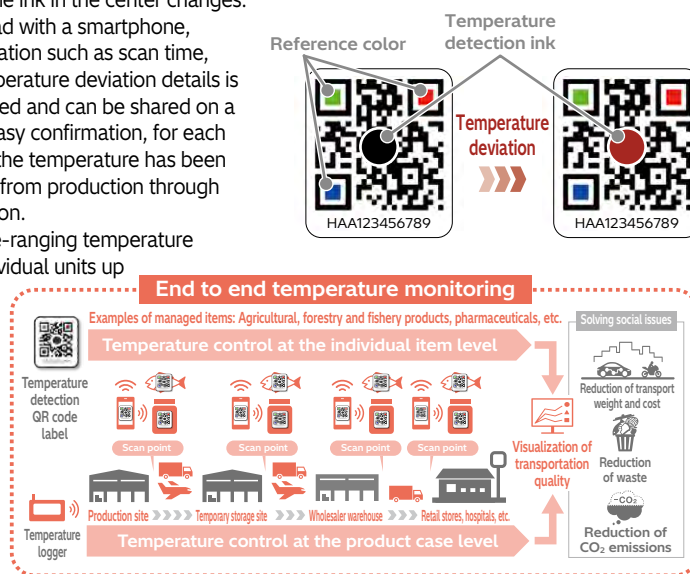 e ink in the center changes.
d with a smartphone,
ation such as scan time,
perature deviation details is
ed and can be shared on a
asy confirmation, for each
the temperature has been
from production through
on.
e-ranging temperature
vidual units up
Reference color
Temperature
detection ink
Temperature
deviation
HAA123456789
HAA123456789
End to end temperature monitoring
Examples of managed items: Agricultural, forestry and fishery products, pharmaceuticals, etc.
Temperature control at the individual item level
Temperature
detection
QR code
label
Scan point
Scan point
Scan point
Scan point
Production site
Temporary storage site
Wholesaler warehouse
Retail stores, hospitals, etc.
Temperature
logger
Temperature control at the product case level
Visualization of
transportation
quality
Solving social issues
Reduction of transport
weight and cost
Reduction
of waste
-CO₂
Reduction of
CO₂ emissions